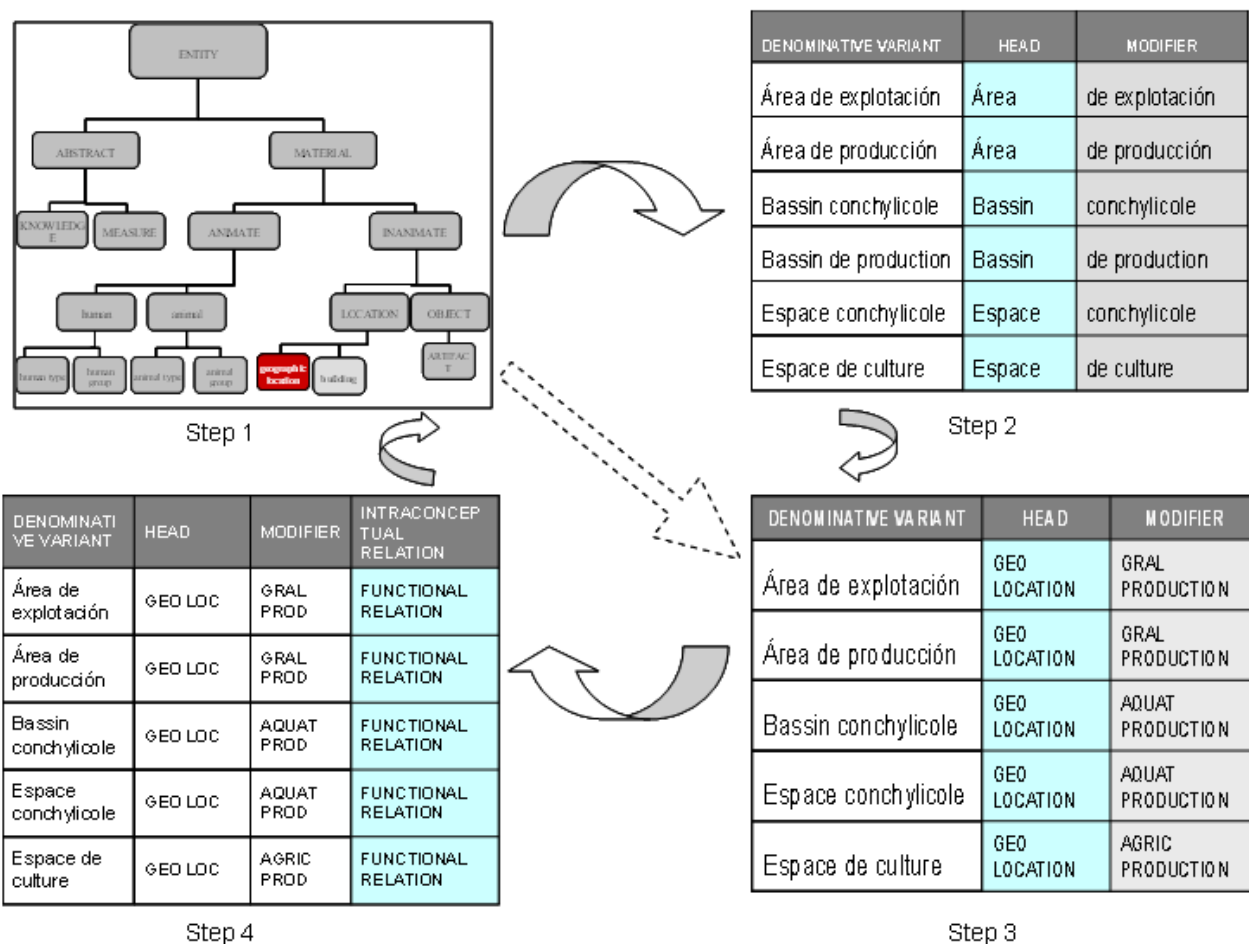 ENTITY
ABSTRACT MATERIAL
KNOWLEDG
E
MEASURE ANIMATE INANIMATE
human animal LOCATION OBJECT
human type human
group
animal type animal
group
geographic
location
building ARTEFAC
T
Step 1
DENOMINATIVE VARIANT HEAD MODIFIER
Área de explotación Área de explotación
Área de producción Área de producción
Bassin conchylicole Bassin conchylicole
Bassin de production Bassin de production
Espace conchylicole Espace conchylicole
Espace de culture Espace de culture
Step 2
DENOMINATIVE VARIANT HEAD MODIFIER
Área de explotación GEO
LOCATION
GRAL
PRODUCTION
Área de producción GEO
LOCATION
GRAL
PRODUCTION
Bassin conchylicole GEO
LOCATION
AQUAT
PRODUCTION
Espace conchylicole GEO
LOCATION
AQUAT
PRODUCTION
Espace de culture GEO
LOCATION
AGRIC
PRODUCTION
Step 3
DENOMINATI
VE VARIANT
HEAD MODIFIER INTRACONCEP
TUAL
RELATION
Área de
explotación
GEO LOC GRAL
PROD
FUNCTIONAL
RELATION
Área de
producción
GEO LOC GRAL
PROD
FUNCTIONAL
RELATION
Bassin
conchylicole
GEO LOC AQUAT
PROD
FUNCTIONAL
RELATION
Espace
conchylicole
GEO LOC AQUAT
PROD
FUNCTIONAL
RELATION
Espace de
culture
GEO LOC AGRIC
PROD
FUNCTIONAL
RELATION
Step 4